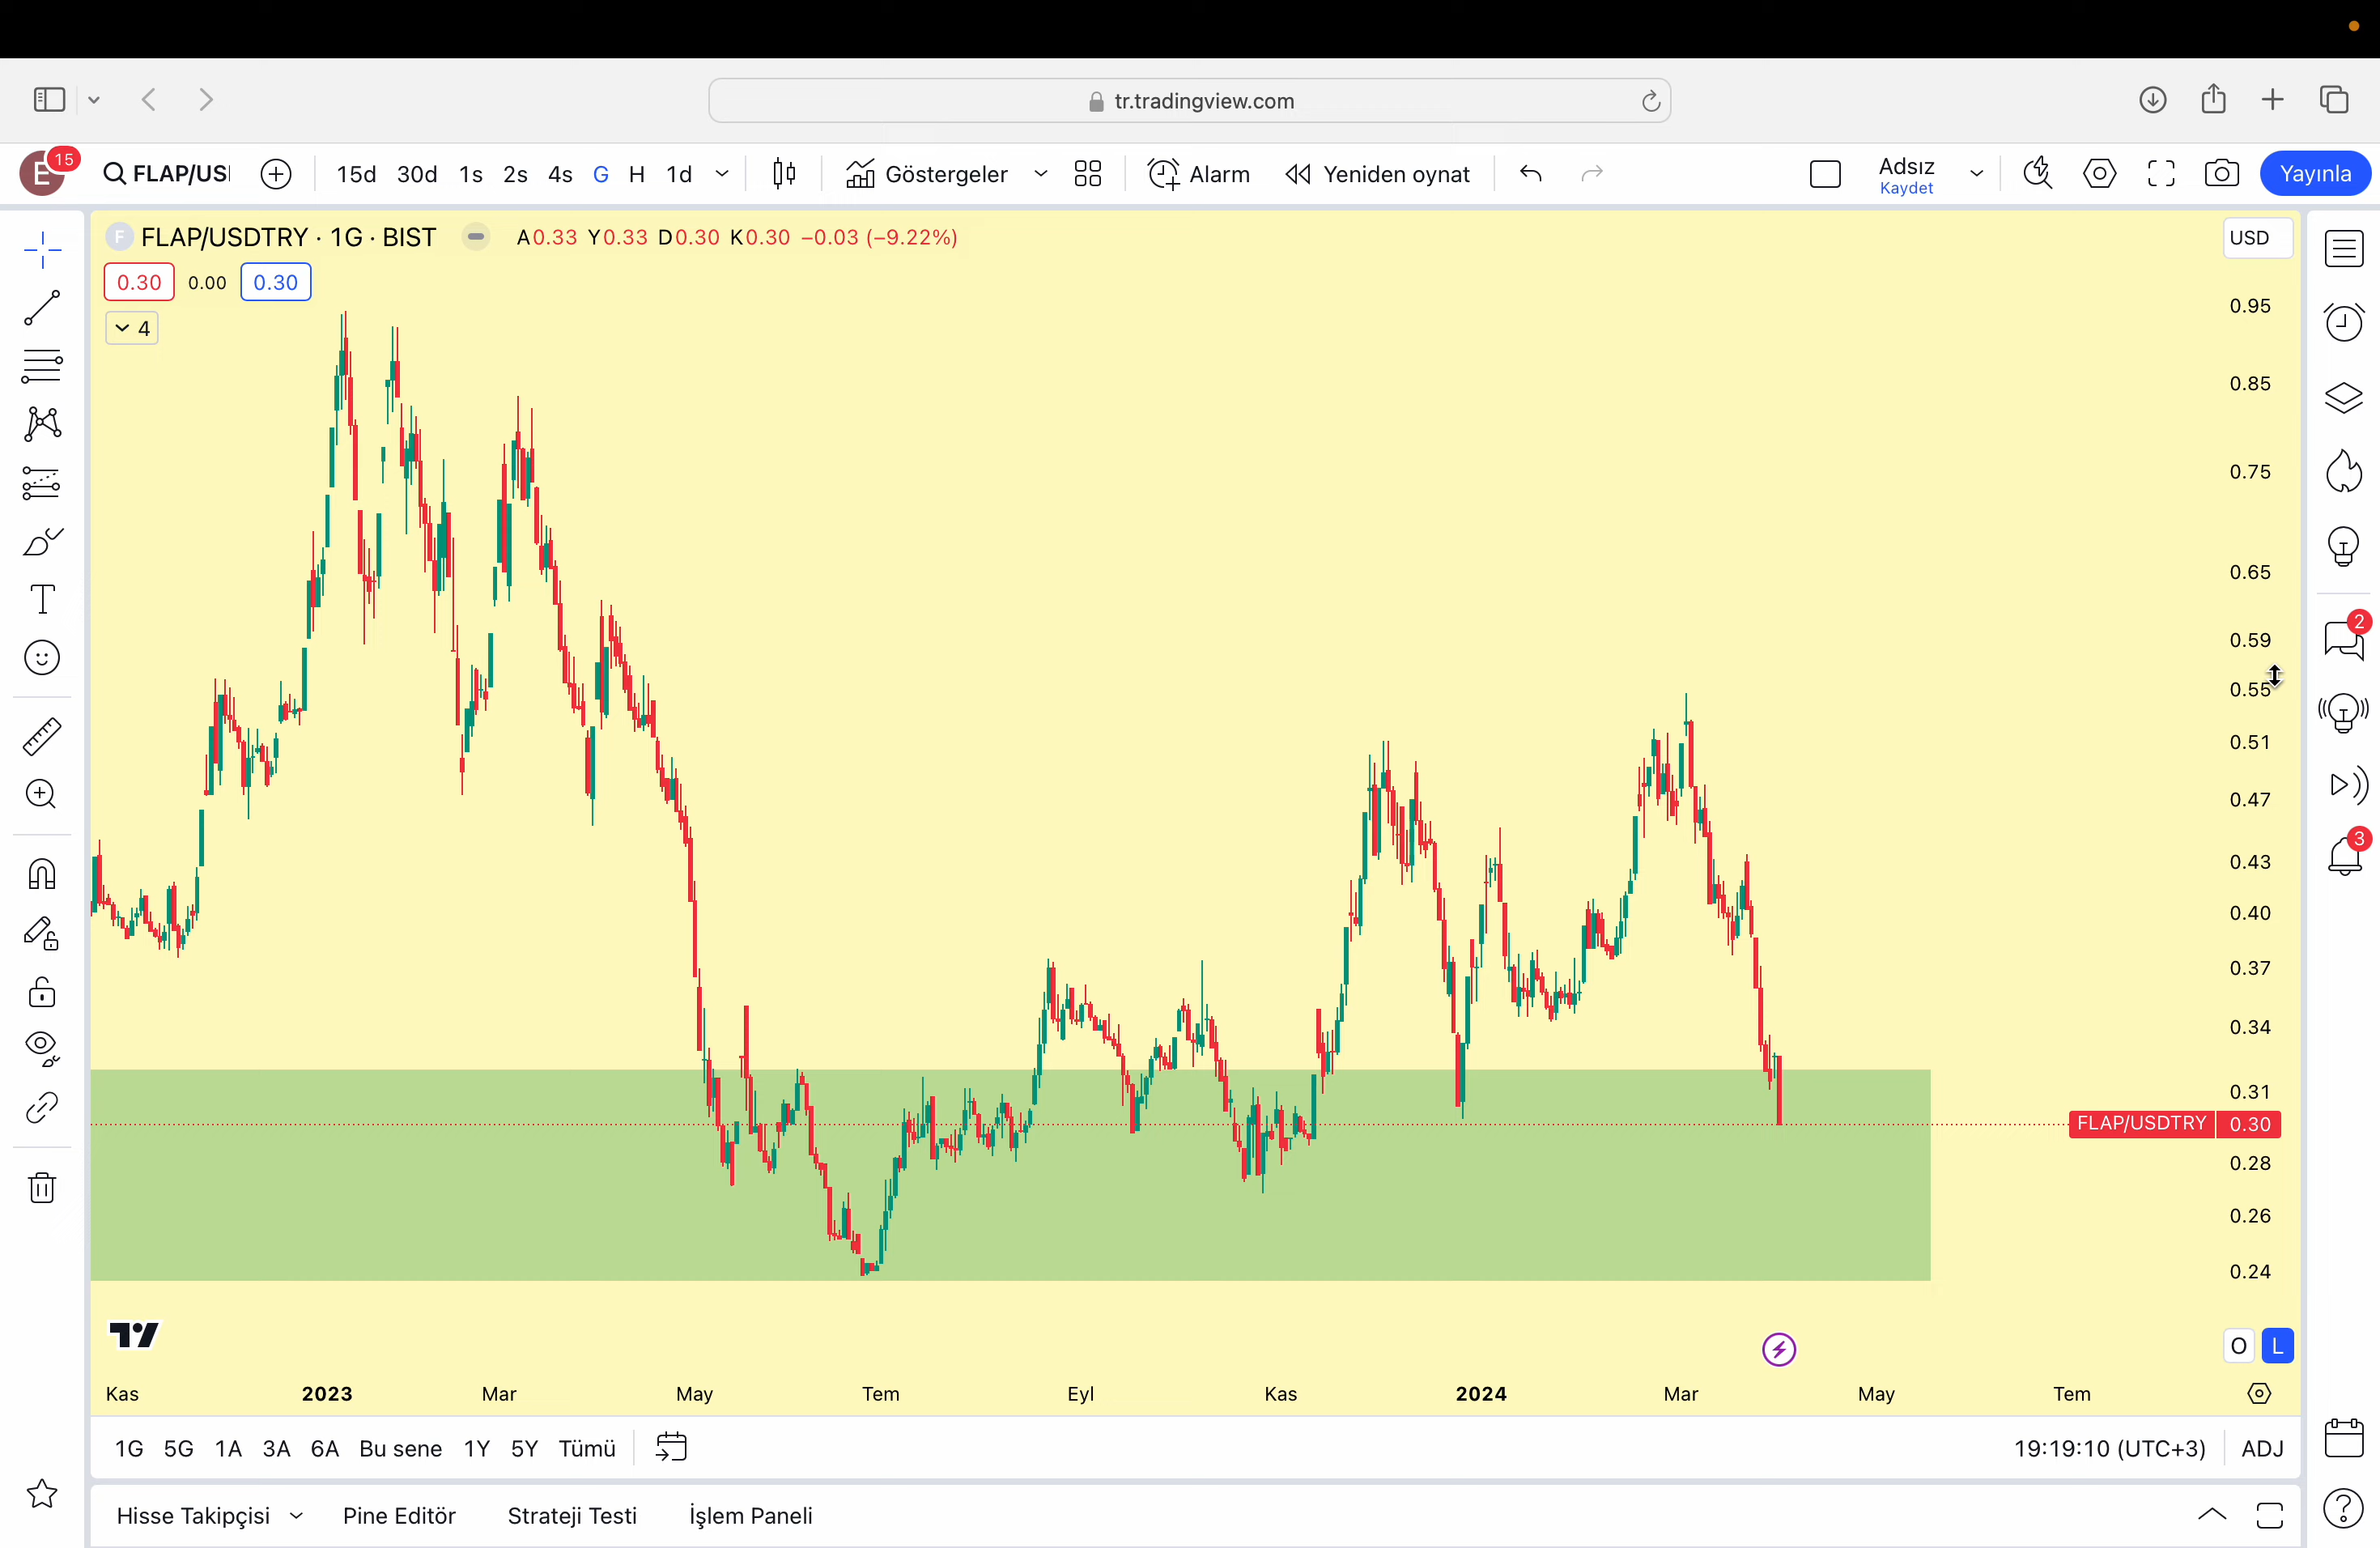 tr.tradingview.com
E 15 FLAP/US 15d 30d 1s 2s 4s G H 1d Göstergeler Alarm Yeniden oynat Adsız Yayınla
Kaydet
F FLAP/USDTRY · 1G · BIST A0.33 Y0.33 D0.30 K0.30 −0.03 (−9.22%) USD
0.30 0.00 0.30
4
0.95
0.85
0.75
0.65
0.59
2
0.55
0.51
0.47
3
0.43
0.40
0.37
0.34
0.31
FLAP/USDTRY 0.30
0.28
0.26
0.24
O L
Kas 2023 Mar May Tem Eyl Kas 2024 Mar May Tem
1G 5G 1A 3A 6A Bu sene 1Y 5Y Tümü 19:19:10 (UTC+3) ADJ
Hisse Takipçisi Pine Editör Strateji Testi İşlem Paneli